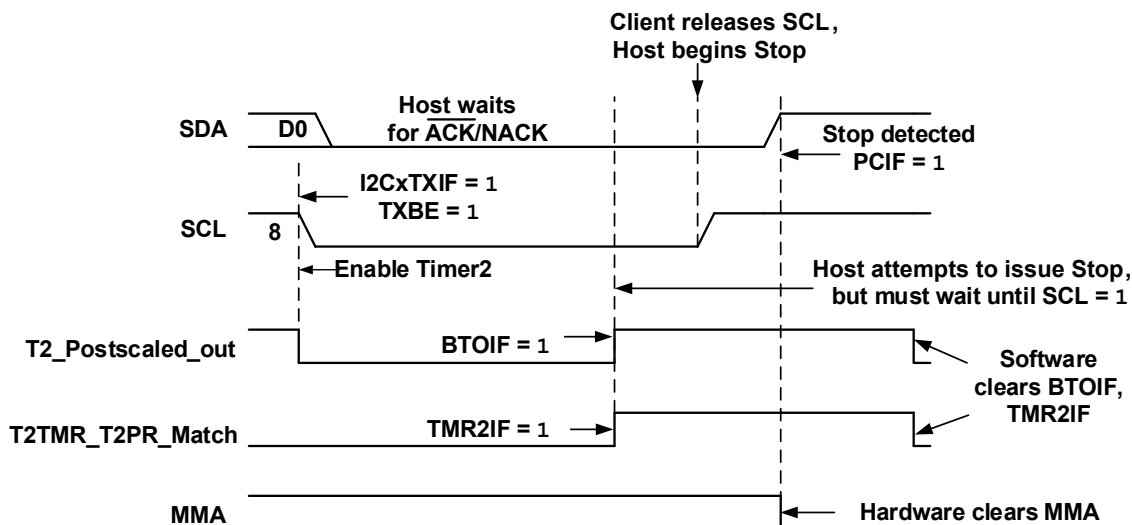 Client releases SCL,
Host begins Stop
SDA
D0
Host waits
for ACK/NACK
Stop detected
PCIF = 1
I2CxTXIF = 1
TXBE = 1
SCL
8
Enable Timer2
Host attempts to issue Stop,
but must wait until SCL = 1
T2_Postscaled_out
BTOIF = 1
Software
clears BTOIF,
TMR2IF
T2TMR_T2PR_Match
TMR2IF = 1
MMA
Hardware clears MMA